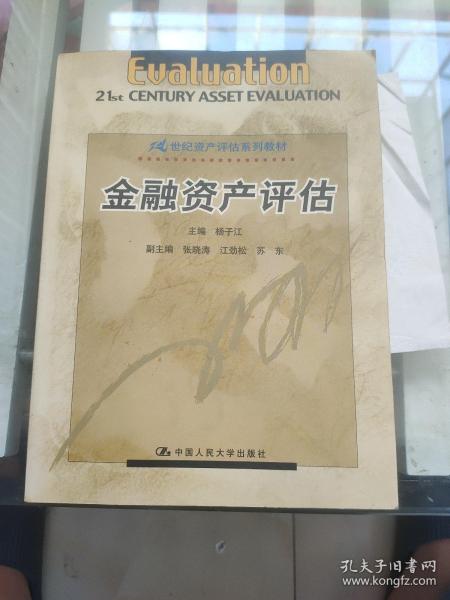 Evaluation
21st CENTURY ASSET EVALUATION
21世纪资产评估系列教材
金融资产评估
主编 杨子江
副主编 张晓涛 江劲松 苏东
中国人民大学出版社
孔夫子旧书网
www.kongfz.com